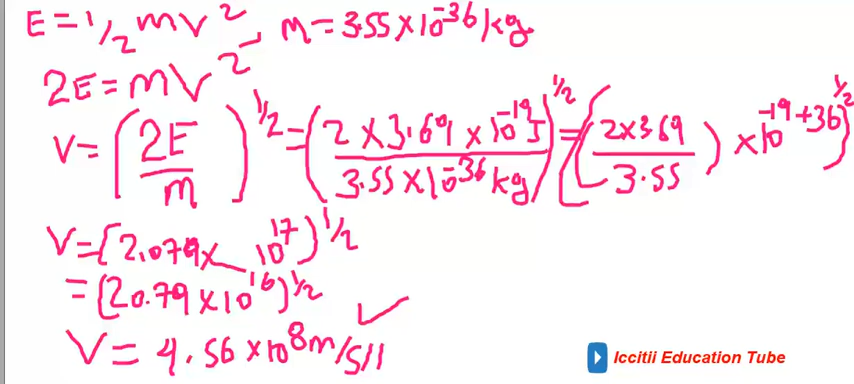 E = 1/2 mv², m = 3.55 × 10⁻³⁶ kg
2E = mV²
V = (2E/m)^1/2 = (2 × 3.69 × 10⁻¹⁹ J / 3.55 × 10⁻³⁶ kg)^1/2 = ((2×3.69 / 3.55) × 10⁻¹⁹⁺³⁶)^1/2
V = (2.079 × 10¹⁷)^1/2
= (20.79 × 10¹⁶)^1/2
V = 4.56 × 10⁸ m/s //
Iccitii Education Tube